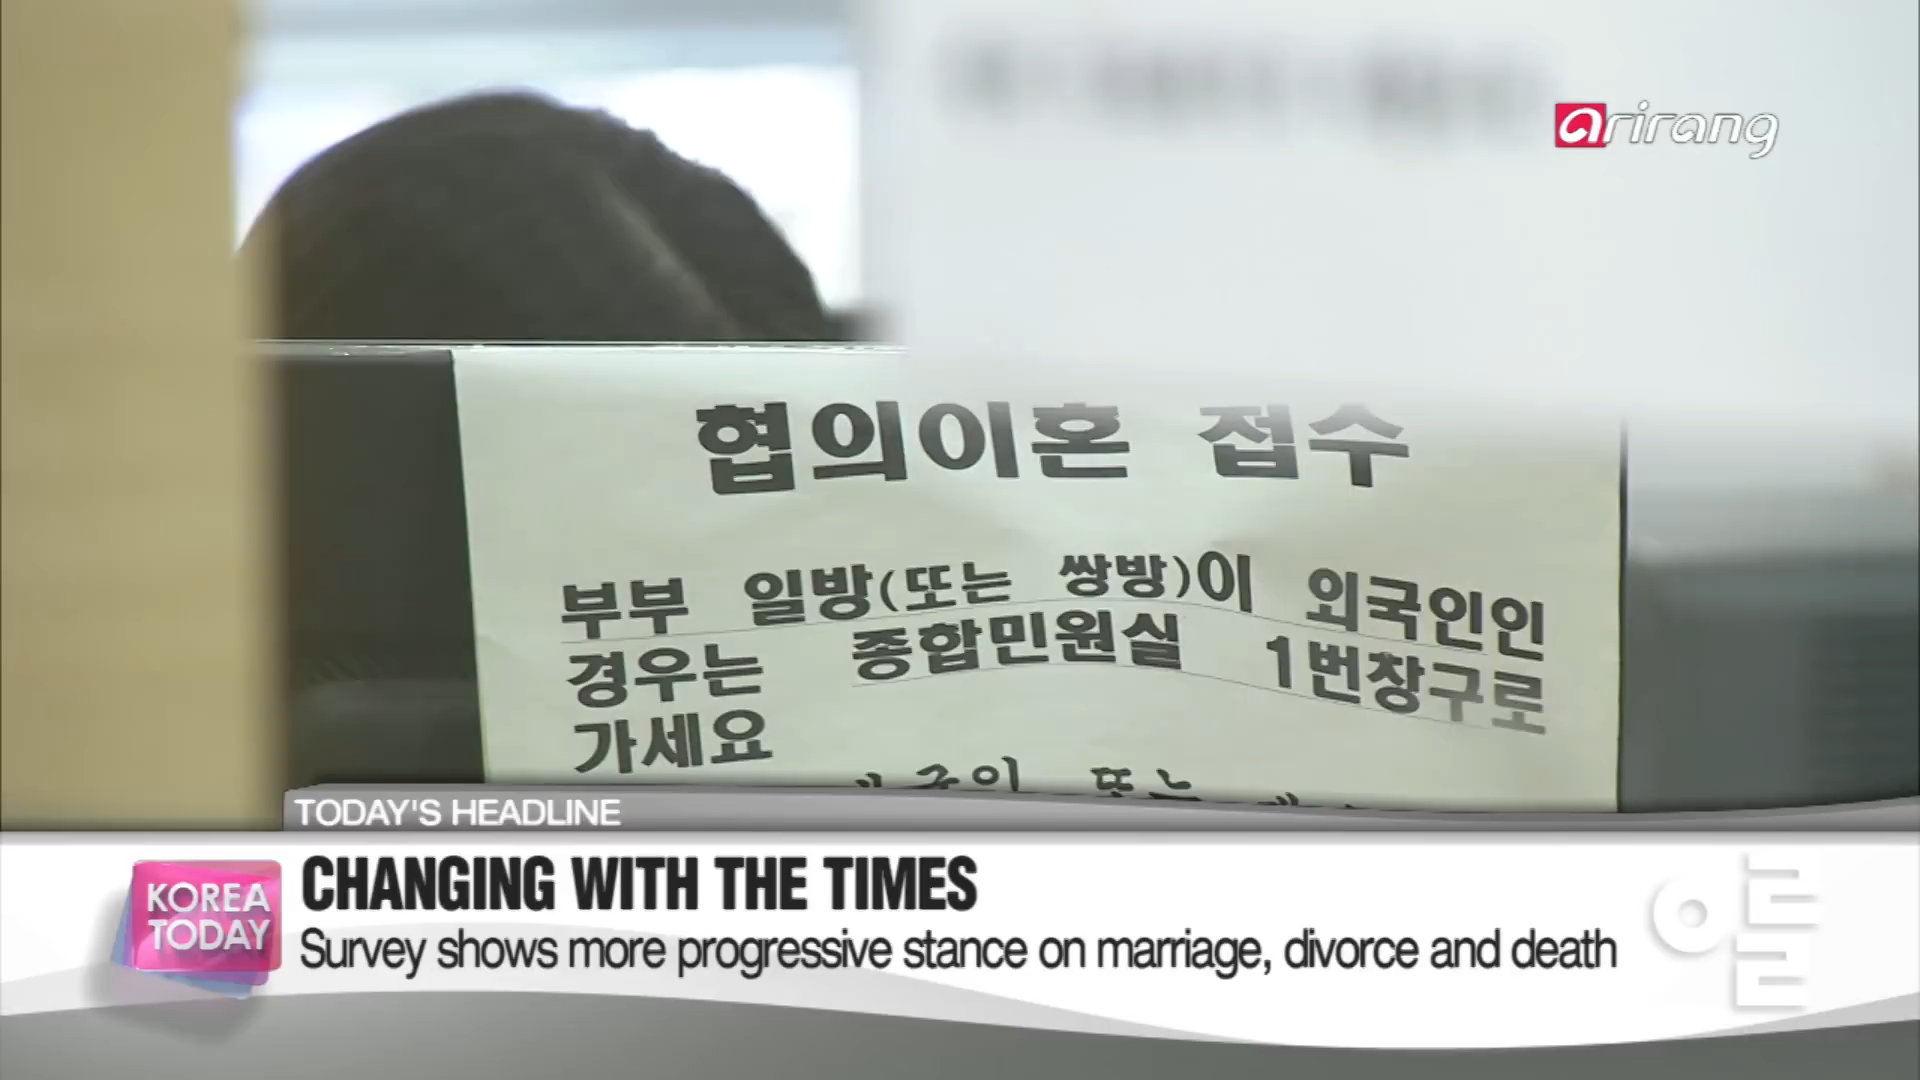 arirang
협의이혼 접수
부부 일방(또는 쌍방)이 외국인인
경우는 종합민원실 1번창구로
가세요
또는
TODAY'S HEADLINE
KOREA
TODAY
CHANGING WITH THE TIMES
Survey shows more progressive stance on marriage, divorce and death